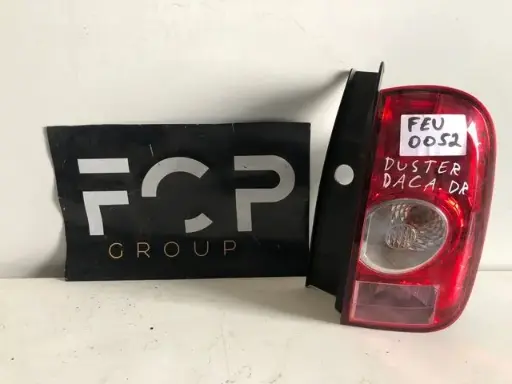 FCP
GROUP
FEU
0052
DUSTER
DACA.DR